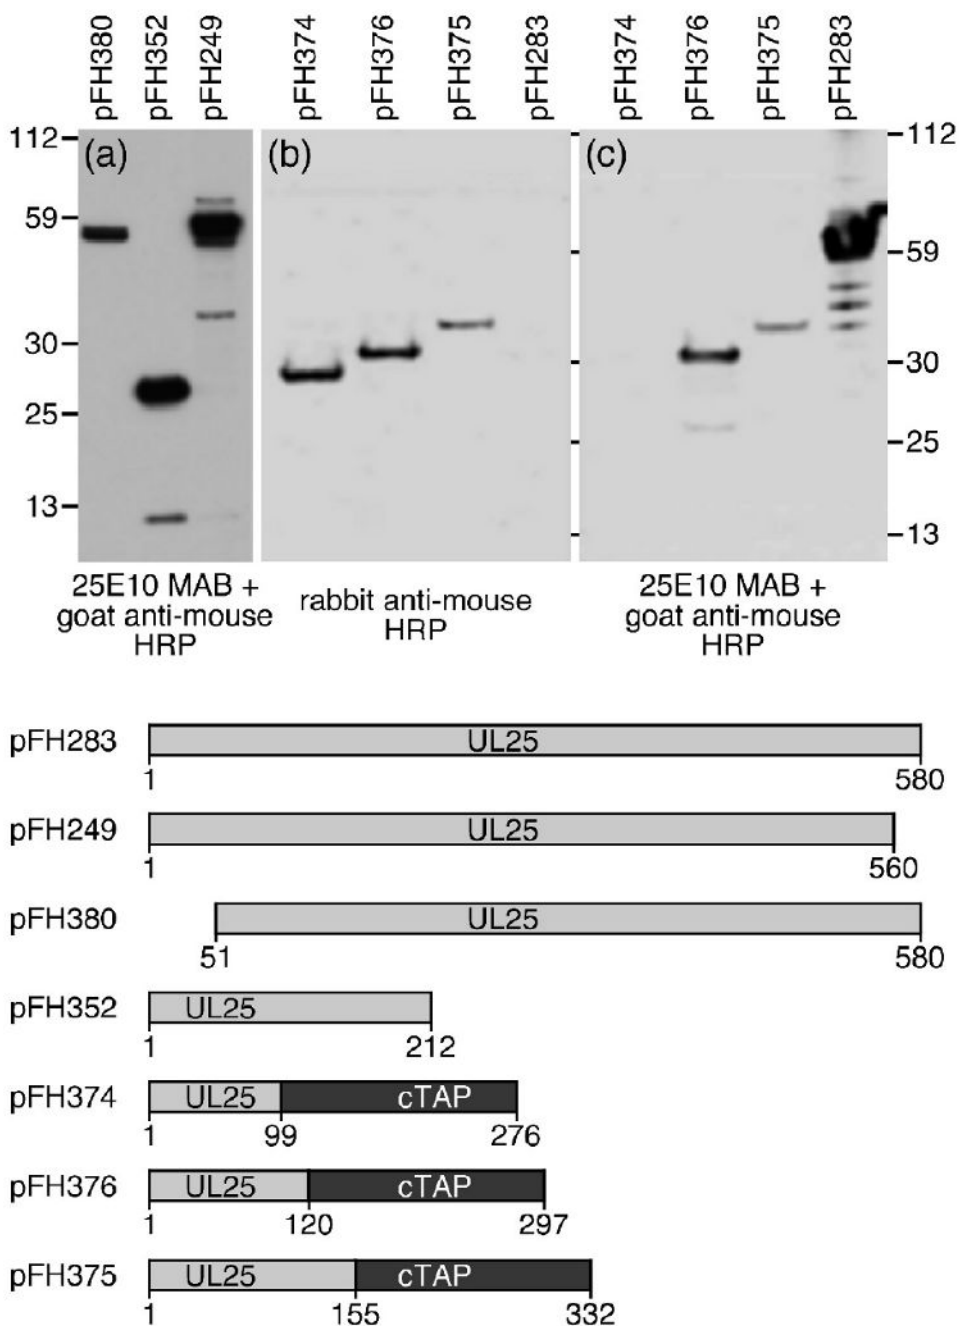 pFH380 pFH352 pFH249 pFH374 pFH376 pFH375 pFH283 pFH374 pFH376 pFH375 pFH283
(a) (b) (c)
112 112
59 59
30 30
25 25
13 13
25E10 MAB +
goat anti-mouse
HRP
rabbit anti-mouse
HRP
25E10 MAB +
goat anti-mouse
HRP
pFH283 UL25
1 580
pFH249 UL25
1 560
pFH380 UL25
51 580
pFH352 UL25
1 212
pFH374 UL25 cTAP
1 99 276
pFH376 UL25 cTAP
1 120 297
pFH375 UL25 cTAP
1 155 332